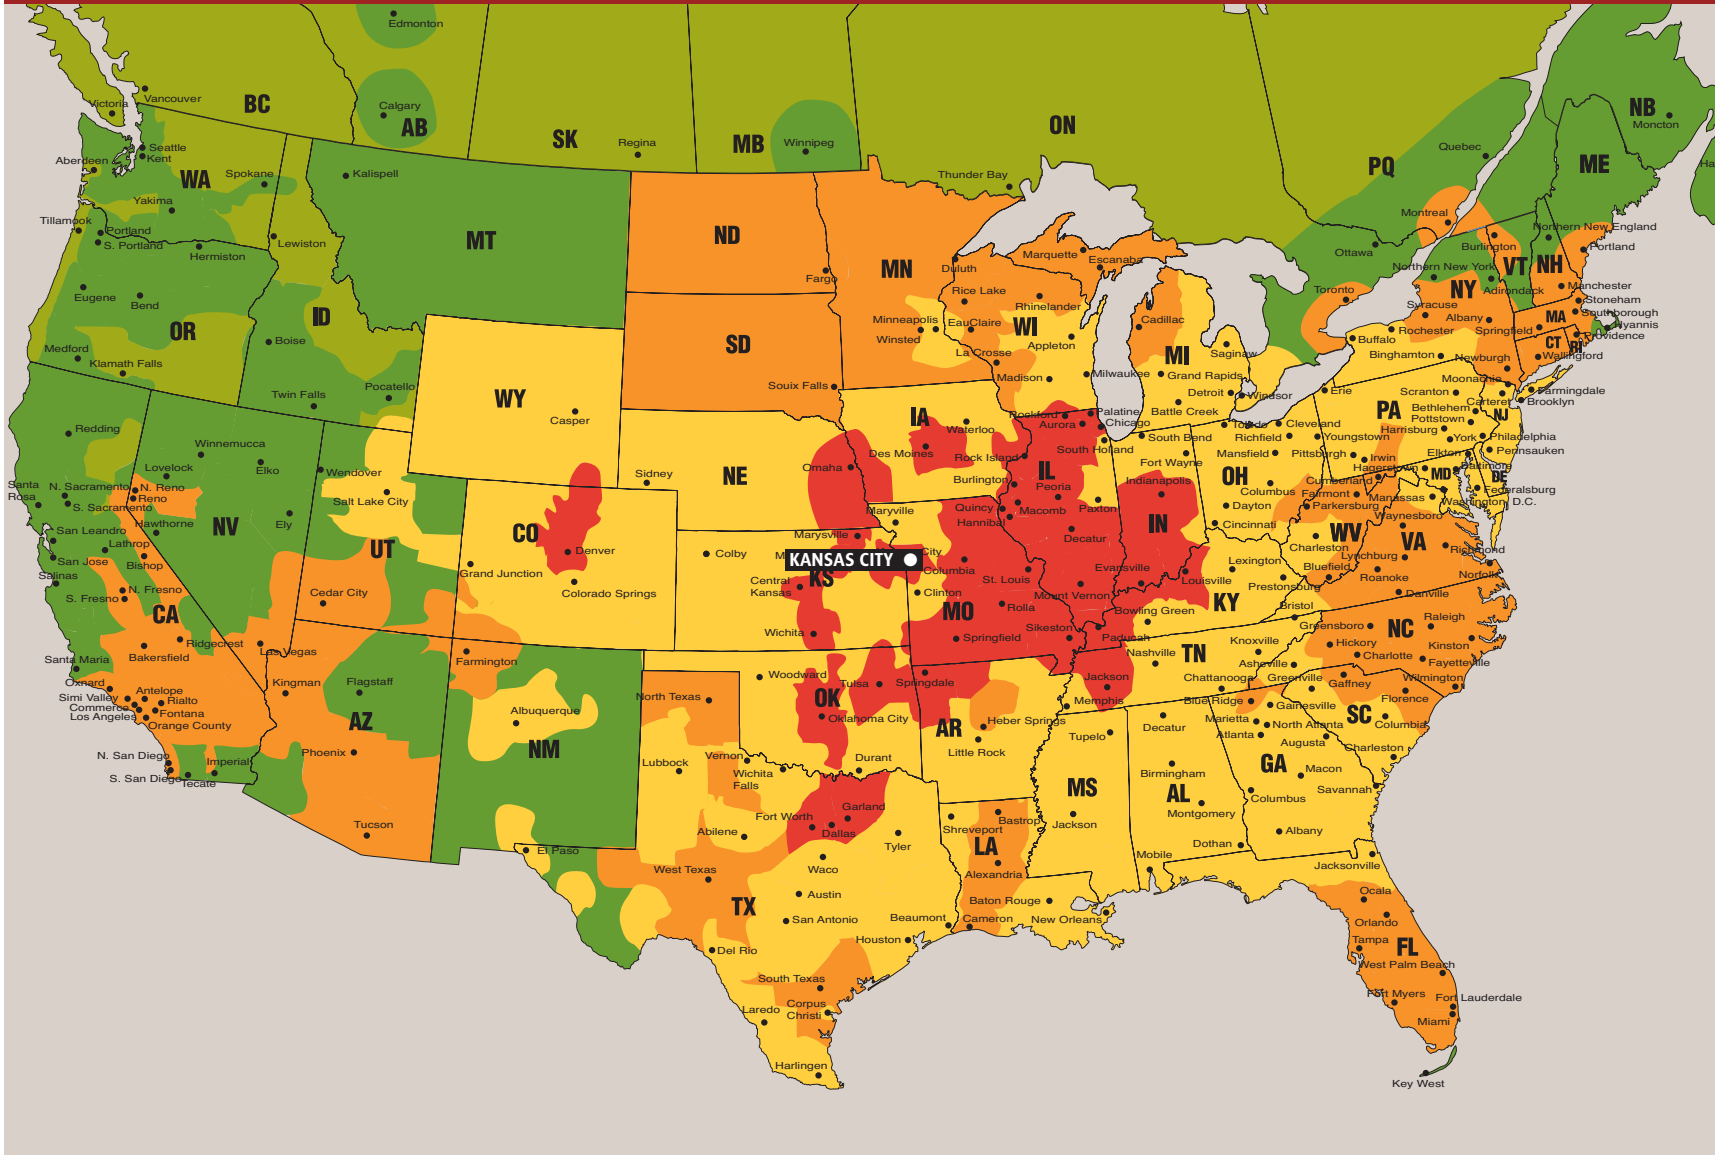 Edmonton
Vancouver
Victoria
BC
Calgary
AB
SK
Regina
MB
Winnipeg
ON
Thunder Bay
PQ
Quebec
NB
Moncton
Ha
ME
Montreal
Ottawa
Toronto
Seattle
Kent
Aberdeen
WA
Spokane
Yakima
Tillamook
Portland
S. Portland
Hermiston
Lewiston
Kalispell
MT
Eugene
Bend
OR
ID
Boise
Medford
Klamath Falls
Twin Falls
Pocatello
ND
Fargo
SD
Souix Falls
MN
Duluth
Minneapolis
Winsted
Marquette
Escanaba
Rice Lake
Rhinelander
EauClaire
WI
La Crosse
Appleton
Madison
Milwaukee
Cadillac
MI
Saginaw
Grand Rapids
Detroit
Windsor
Battle Creek
Northern New England
Portland
Burlington
VT
NH
Northern New York
Adirondack
NY
Manchester
Stoneham
Southborough
Hyannis
Providence
Syracuse
Albany
MA
Springfield
Rochester
CT
RI
Wallingford
Buffalo
Binghamton
Newburgh
Moonachie
Farmingdale
Brooklyn
Carteret
NJ
Erie
PA
Scranton
Bethlehem
Pottstown
Harrisburg
York
Philadelphia
Pennsauken
Elkton
Pittsburgh
Irwin
Hagerstown
MD
Baltimore
DE
Federalsburg
Cumberland
Washington, D.C.
Manassas
WY
Casper
NE
Sidney
Omaha
IA
Waterloo
Des Moines
Rock Island
Burlington
Rockford
Aurora
Palatine
Chicago
South Holland
IL
Peoria
Macomb
Paxton
Quincy
Hannibal
Decatur
South Bend
Fort Wayne
Indianapolis
IN
Evansville
Toledo
Cleveland
Richfield
Mansfield
Youngstown
OH
Columbus
Dayton
Cincinnati
Fairmont
Parkersburg
WV
Charleston
Bluefield
Waynesboro
VA
Richmond
Lynchburg
Roanoke
Norfolk
Danville
Redding
Winnemucca
Lovelock
Elko
Wendover
Salt Lake City
Santa
Rosa
N. Sacramento
S. Sacramento
N. Reno
Reno
Hawthorne
NV
Ely
UT
San Leandro
Lathrop
San Jose
Bishop
Salinas
N. Fresno
S. Fresno
CA
Cedar City
Ridgecrest
Bakersfield
Las Vegas
Santa Maria
Oxnard
Simi Valley
Commerce
Los Angeles
Antelope
Rialto
Fontana
Orange County
N. San Diego
S. San Diego
Imperial
Tecate
Kingman
Flagstaff
AZ
Phoenix
Tucson
CO
Denver
Grand Junction
Colorado Springs
Farmington
Albuquerque
NM
El Paso
Colby
Marysville
M
KANSAS CITY
City
KS
Central
Kansas
Wichita
Maryville
Columbia
Clinton
St. Louis
MO
Rolla
Springfield
Mount Vernon
Sikeston
Louisville
Lexington
KY
Prestonsburg
Bowling Green
Paducah
Bristol
Nashville
TN
Knoxville
Chattanooga
Jackson
Memphis
Greensboro
NC
Raleigh
Hickory
Kinston
Charlotte
Fayetteville
Asheville
Wilmington
Greenville
Gaffney
Florence
SC
Columbia
Charleston
Woodward
Tulsa
OK
Oklahoma City
Durant
Springdale
AR
Heber Springs
Little Rock
North Texas
Lubbock
Vernon
Wichita
Falls
Abilene
Fort Worth
Garland
Dallas
Tyler
West Texas
Waco
TX
Austin
San Antonio
Del Rio
South Texas
Laredo
Corpus
Christi
Harlingen
Houston
Beaumont
Shreveport
Bastrop
LA
Alexandria
Baton Rouge
Cameron
New Orleans
Tupelo
MS
Jackson
Decatur
Birmingham
AL
Montgomery
Dothan
Mobile
Blue Ridge
Gainesville
Marietta
North Atlanta
Atlanta
Augusta
GA
Macon
Columbus
Savannah
Albany
Jacksonville
Ocala
Orlando
Tampa
FL
West Palm Beach
Fort Myers
Fort Lauderdale
Miami
Key West